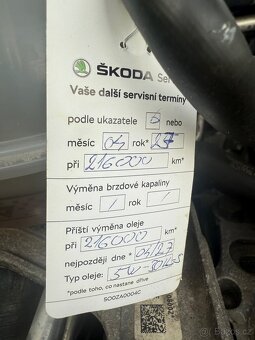 ŠKODA Ser
Vaše další servisní termíny
podle ukazatele nebo
měsíc 04 rok* 27
při 216000 km*
Výměna brzdové kapaliny
měsíc / rok /
Příští výměna oleje
při 216000 km*
nejpozději dne* 04/27
Typ oleje: 5W-30
*podle toho, co nastane dříve
S00ZA0004C